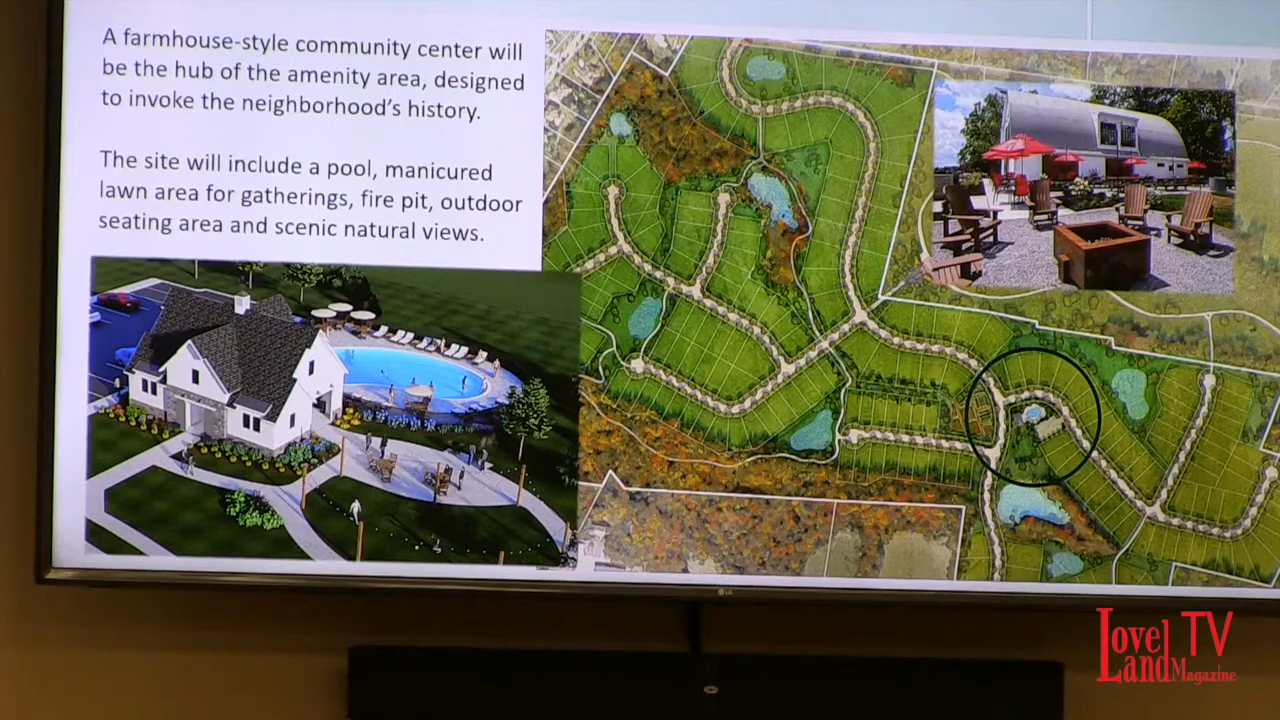 A farmhouse-style community center will
be the hub of the amenity area, designed
to invoke the neighborhood's history.
The site will include a pool, manicured
lawn area for gatherings, fire pit, outdoor
seating area and scenic natural views.
LG
LoveLand TV
Magazine